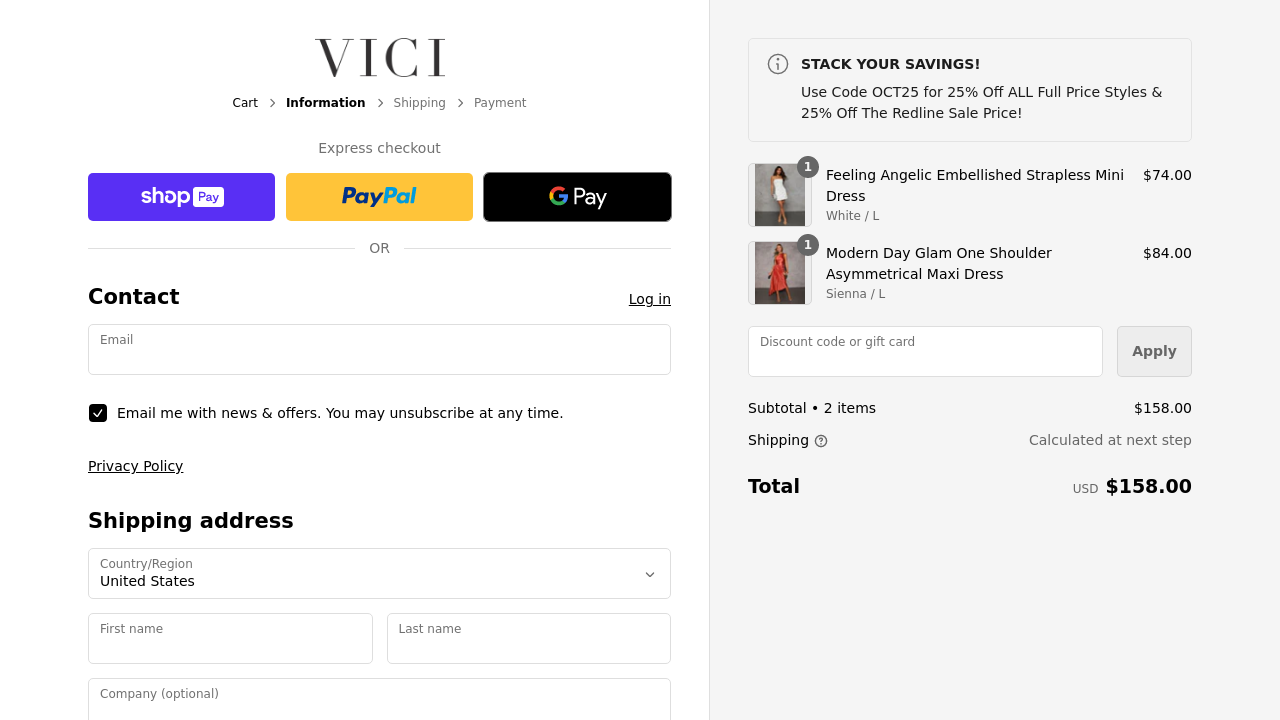 VICI
Cart > Information > Shipping > Payment
Express checkout
shop Pay
PayPal
G Pay
OR
Contact
Log in
Email
Email me with news & offers. You may unsubscribe at any time.
Privacy Policy
Shipping address
Country/Region
United States
First name
Last name
Company (optional)
STACK YOUR SAVINGS!
Use Code OCT25 for 25% Off ALL Full Price Styles &
25% Off The Redline Sale Price!
1
Feeling Angelic Embellished Strapless Mini
Dress
White / L
$74.00
1
Modern Day Glam One Shoulder
Asymmetrical Maxi Dress
Sienna / L
$84.00
Discount code or gift card
Apply
Subtotal • 2 items
$158.00
Shipping
Calculated at next step
Total
USD $158.00